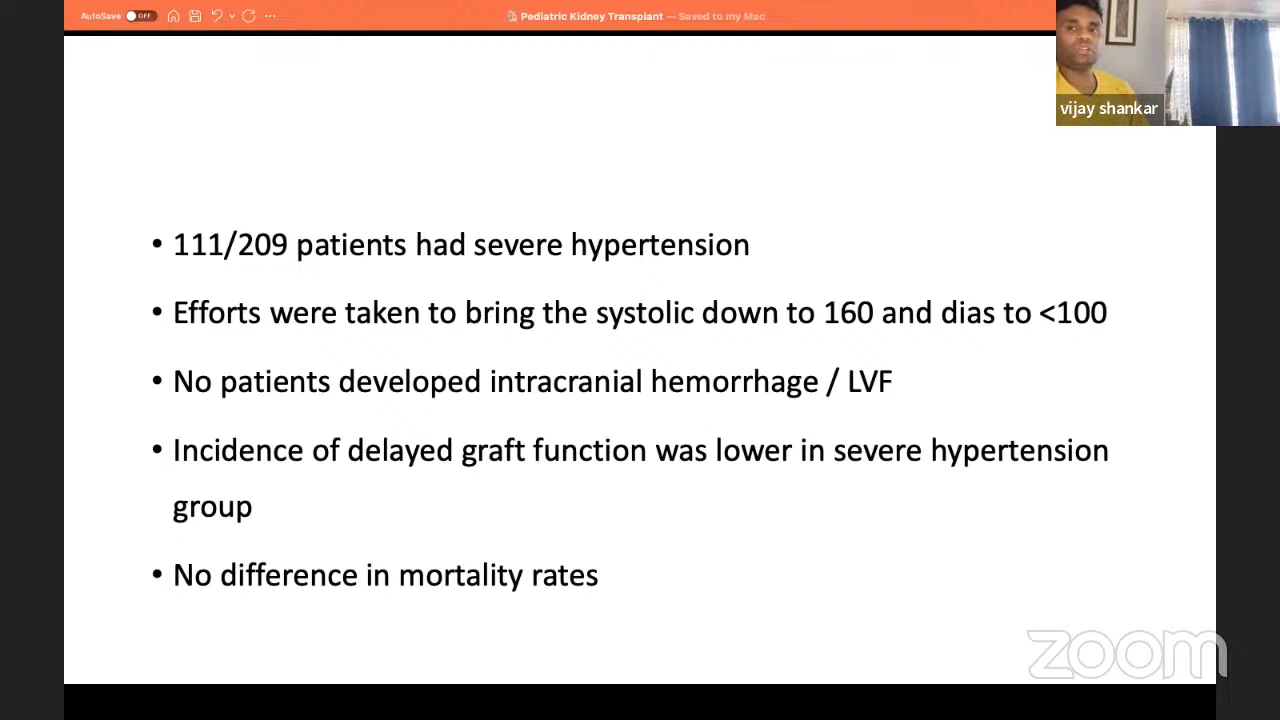 AutoSave OFF
Pediatric Kidney Transplant — Saved to my Mac
vijay shankar
• 111/209 patients had severe hypertension
• Efforts were taken to bring the systolic down to 160 and dias to <100
• No patients developed intracranial hemorrhage / LVF
• Incidence of delayed graft function was lower in severe hypertension
group
• No difference in mortality rates
zoom